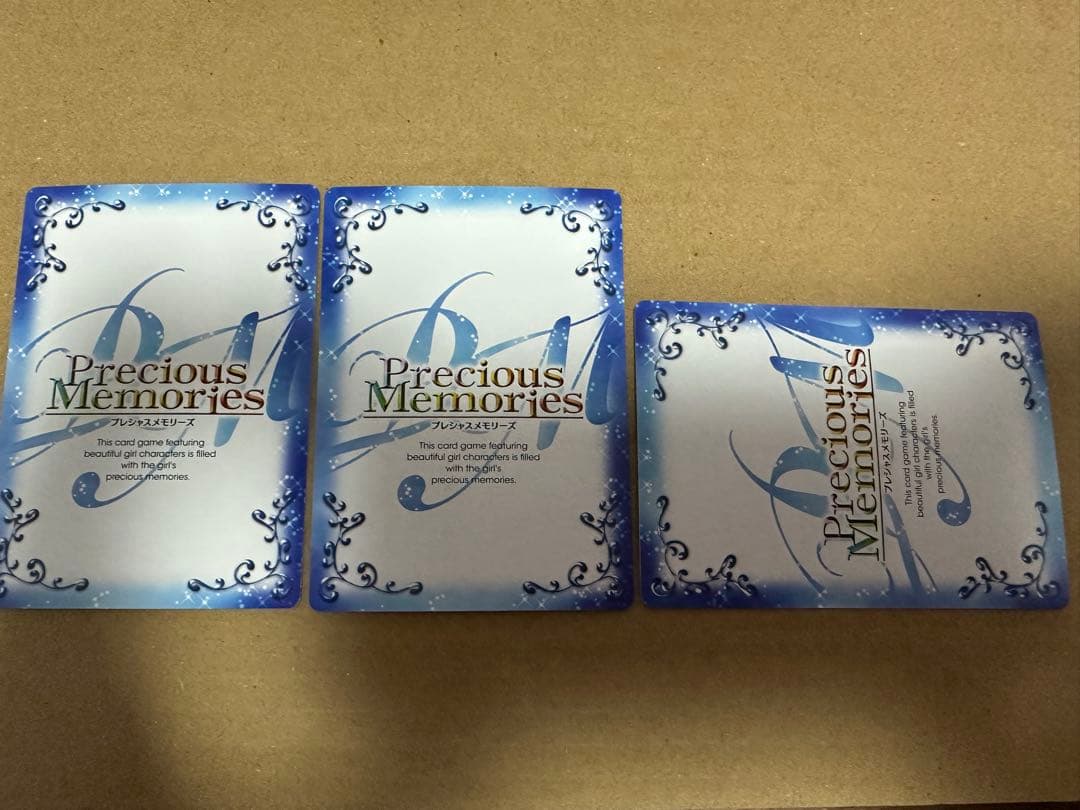 Precious
Memories
プレシャスメモリーズ
This card game featuring
beautiful girl characters is filled
with the girl's
precious memories.
Precious
Memories
プレシャスメモリーズ
This card game featuring
beautiful girl characters is filled
with the girl's
precious memories.
Precious
Memories
プレシャスメモリーズ
This card game featuring
beautiful girl characters is filled
with the girl's
precious memories.